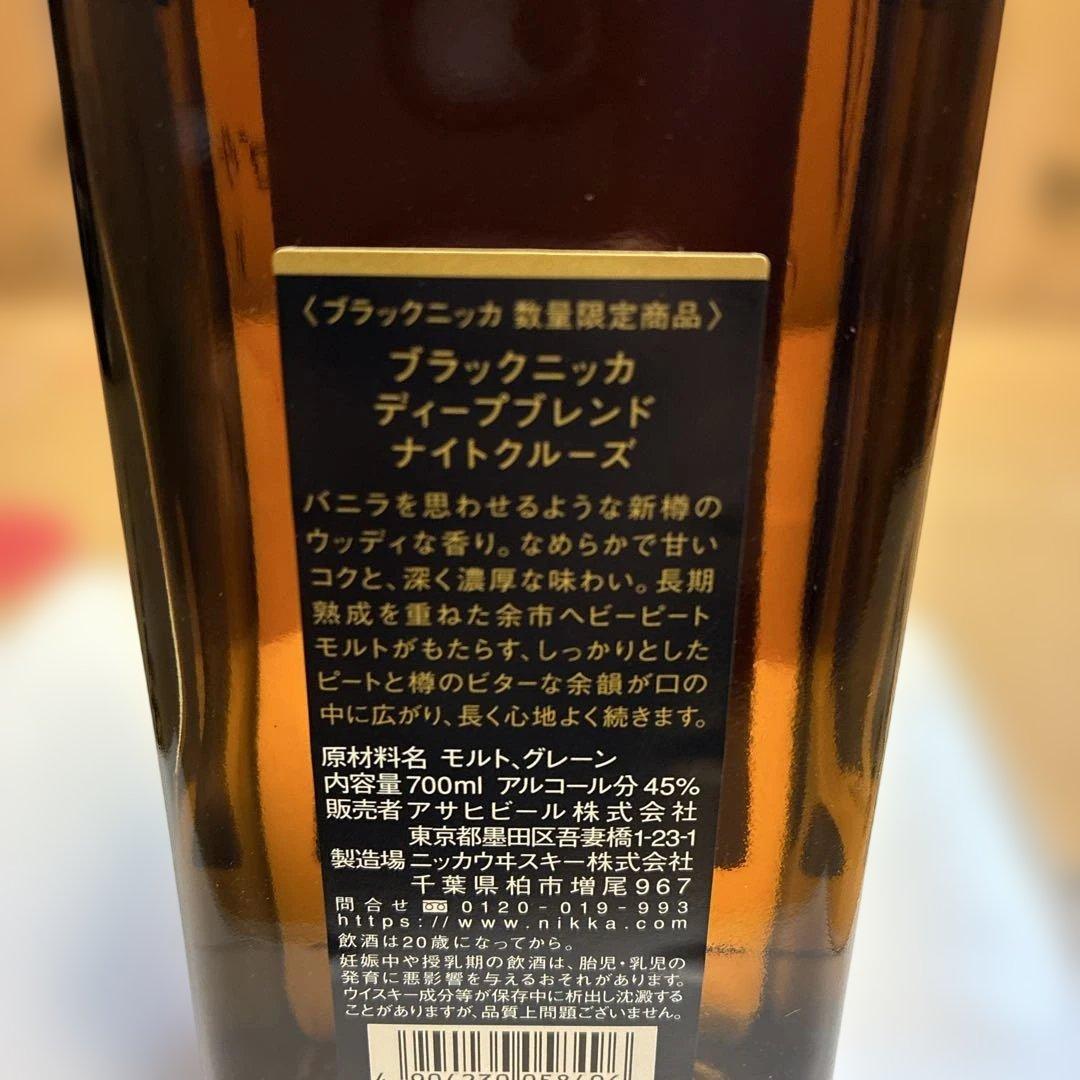 〈ブラックニッカ 数量限定商品〉
ブラックニッカ
ディープブレンド
ナイトクルーズ
バニラを思わせるような新樽の
ウッディな香り。なめらかで甘い
コクと、深く濃厚な味わい。長期
熟成を重ねた余市ヘビーピート
モルトがもたらす、しっかりとした
ピートと樽のビターな余韻が口の
中に広がり、長く心地よく続きます。
原材料名 モルト、グレーン
内容量 700ml アルコール分 45%
販売者 アサヒビール株式会社
東京都墨田区吾妻橋1-23-1
製造場 ニッカウヰスキー株式会社
千葉県柏市増尾967
問合せ 0120-019-993
https://www.nikka.com
飲酒は20歳になってから。
妊娠中や授乳期の飲酒は、胎児・乳児の
発育に悪影響を与えるおそれがあります。
ウイスキー成分等が保存中に析出し沈澱する
ことがありますが、品質上問題ございません。